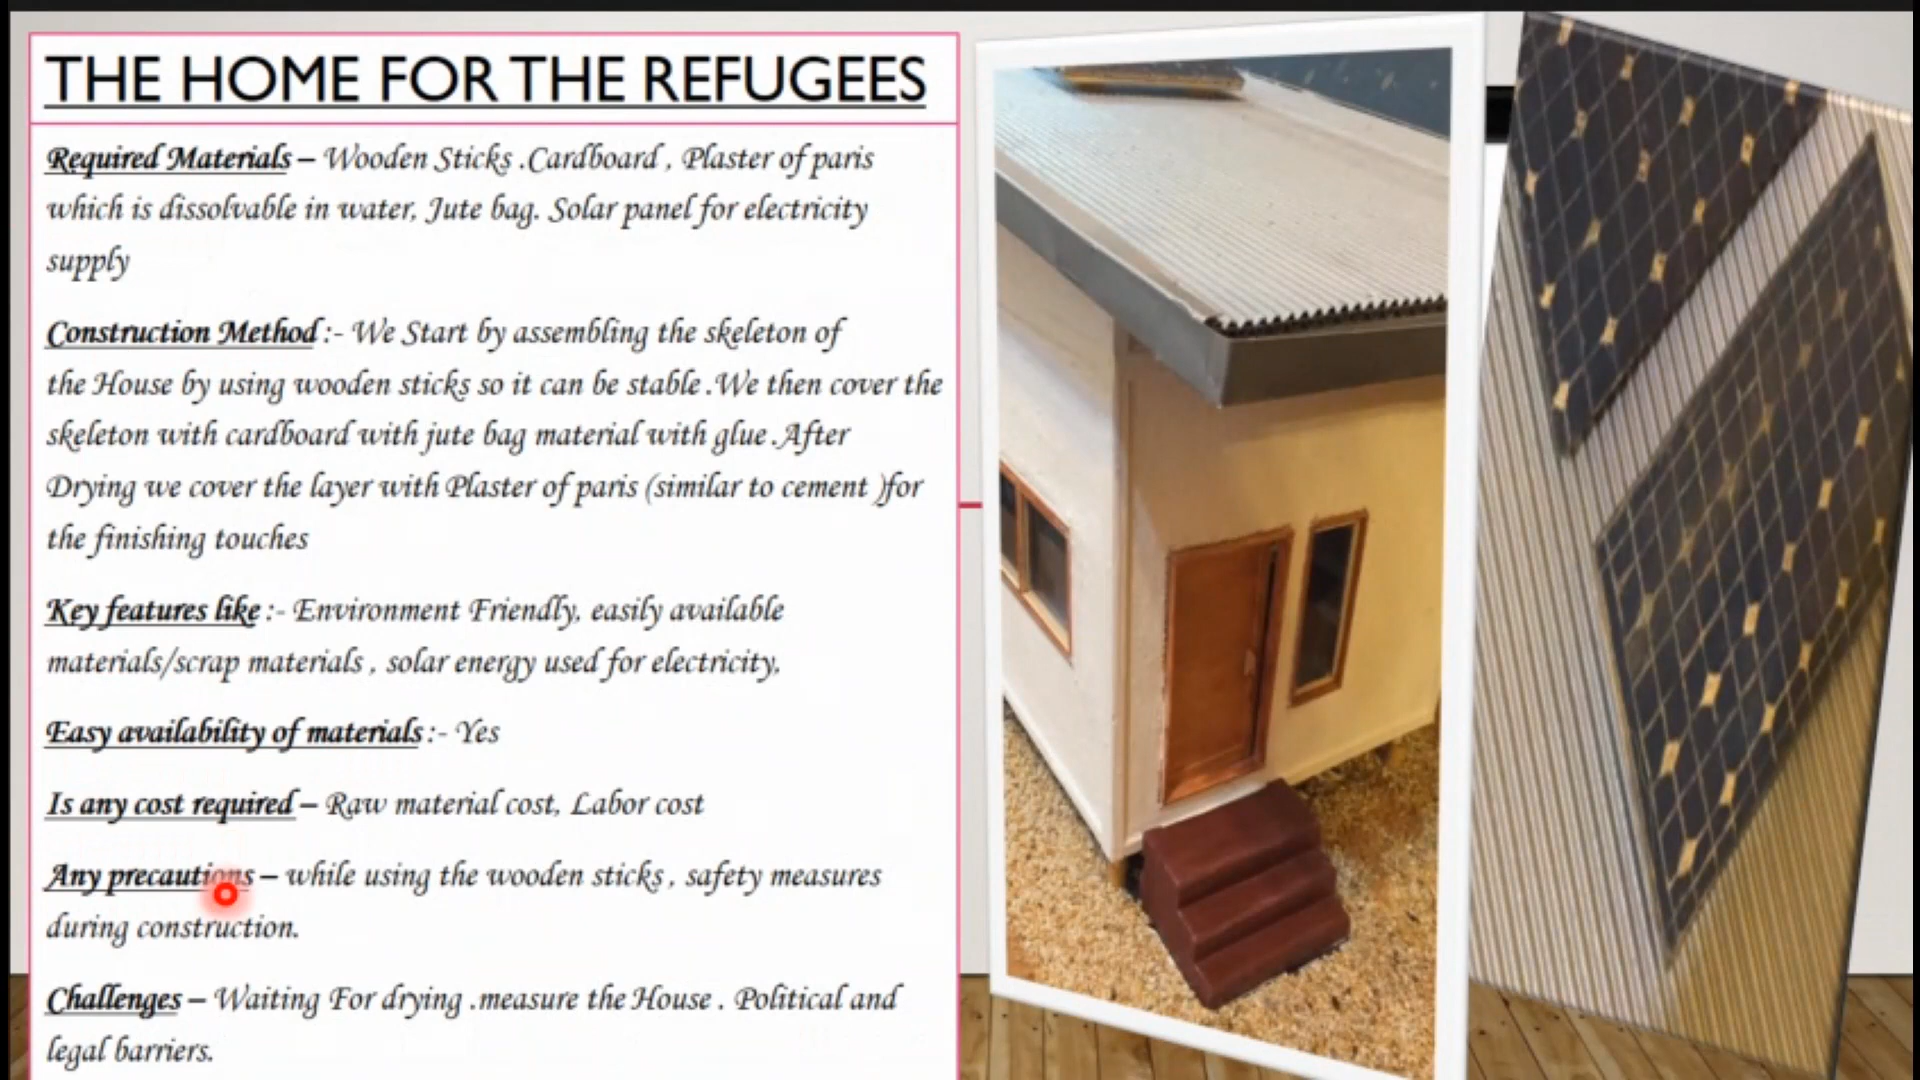 THE HOME FOR THE REFUGEES
Required Materials – Wooden Sticks .Cardboard , Plaster of paris
which is dissolvable in water, Jute bag. Solar panel for electricity
supply
Construction Method :- We Start by assembling the skeleton of
the House by using wooden sticks so it can be stable .We then cover the
skeleton with cardboard with jute bag material with glue .After
Drying we cover the layer with Plaster of paris (similar to cement )for
the finishing touches
Key features like :- Environment Friendly, easily available
materials/scrap materials , solar energy used for electricity,
Easy availability of materials :- Yes
Is any cost required – Raw material cost, Labor cost
Any precautions – while using the wooden sticks , safety measures
during construction.
Challenges – Waiting For drying .measure the House . Political and
legal barriers.